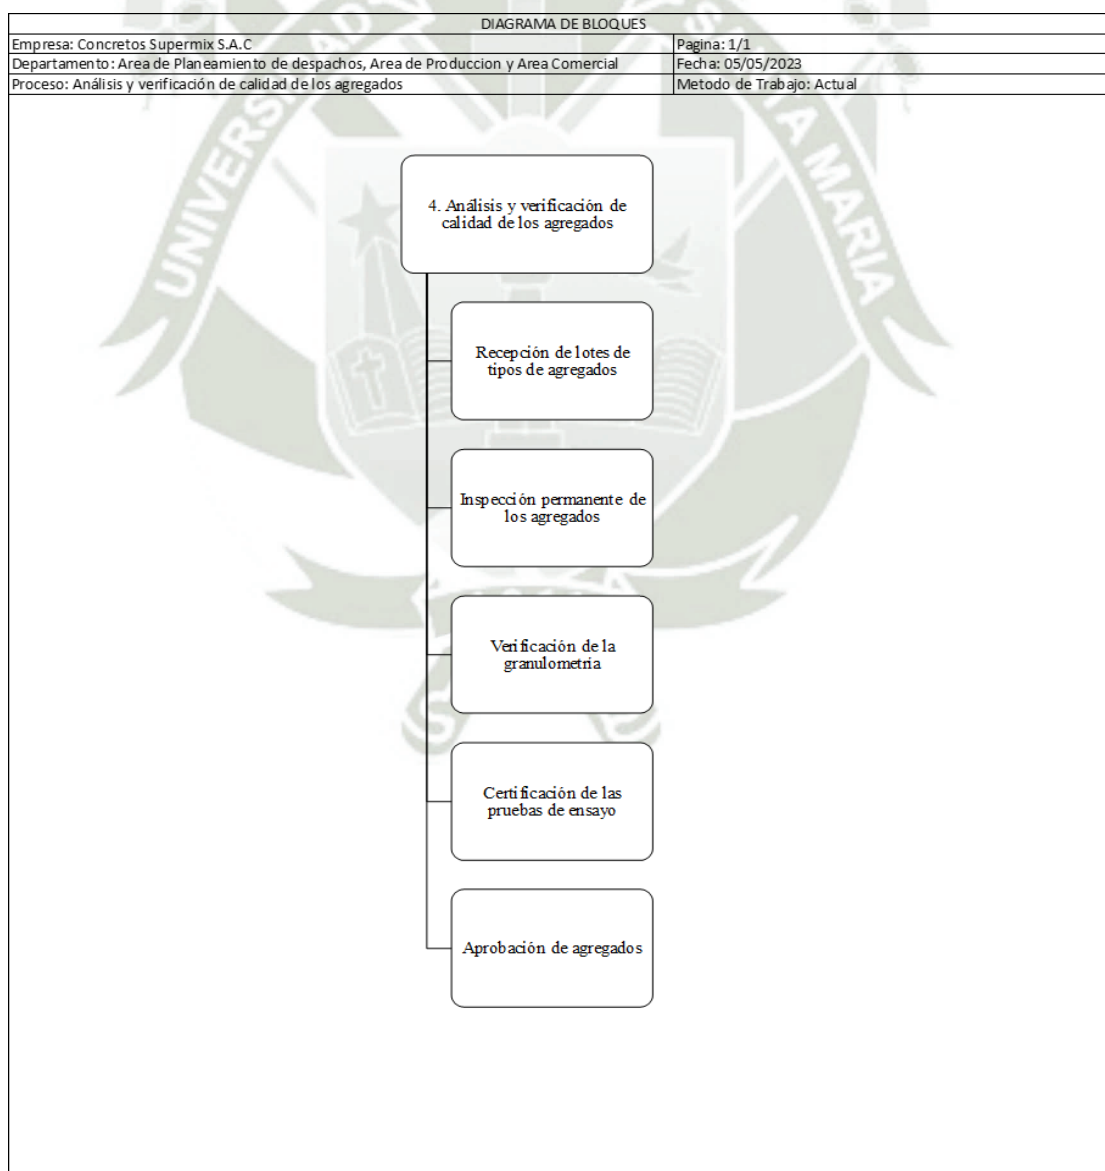 DIAGRAMA DE BLOQUES
Empresa: Concretos Supermix S.A.C
Pagina: 1/1
Departamento: Area de Planeamiento de despachos, Area de Produccion y Area Comercial
Fecha: 05/05/2023
Proceso: Análisis y verificación de calidad de los agregados
Metodo de Trabajo: Actual
4. Análisis y verificación de
calidad de los agregados
Recepción de lotes de
tipos de agregados
Inspección permanente de
los agregados
Verificación de la
granulometría
Certificación de las
pruebas de ensayo
Aprobación de agregados